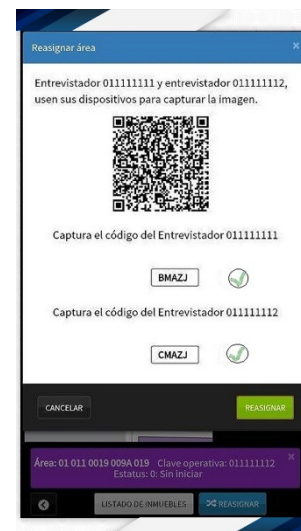 Reasignar área ×
Entrevistador 011111111 y entrevistador 011111112,
usen sus dispositivos para capturar la imagen.
Captura el código del Entrevistador 011111111
BMAZJ
Captura el código del Entrevistador 011111112
CMAZJ
CANCELAR REASIGNAR
Área: 01 011 0019 009A 019 Clave operativa: 011111112 ×
Estatus: 0: Sin iniciar
LISTADO DE INMUEBLES REASIGNAR